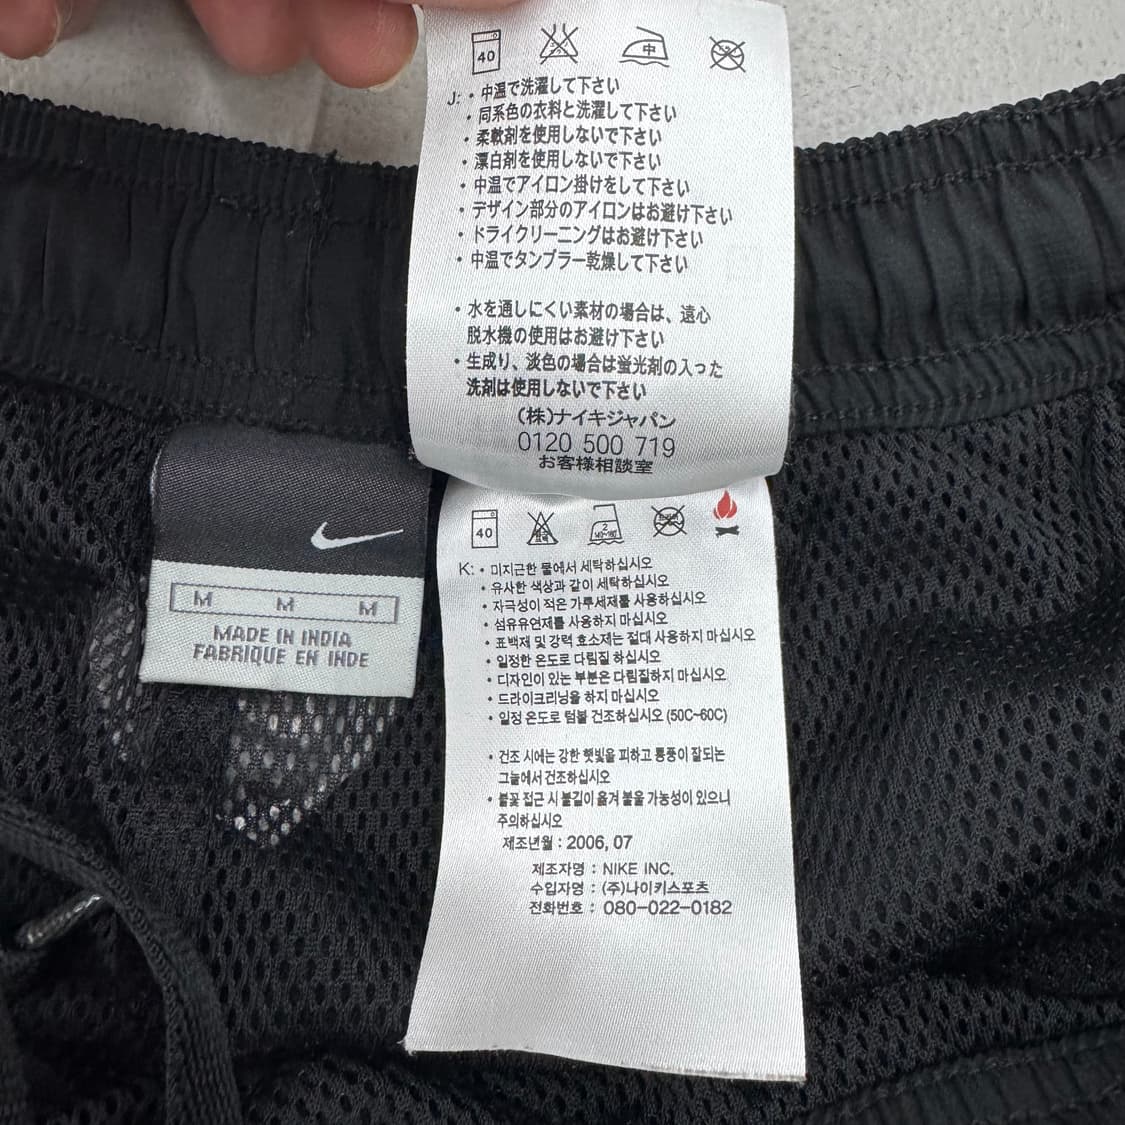 40
中
J: ・中温で洗濯して下さい
・同系色の衣料と洗濯して下さい
・柔軟剤を使用しないで下さい
・漂白剤を使用しないで下さい
・中温でアイロン掛けをして下さい
・デザイン部分のアイロンはお避け下さい
・ドライクリーニングはお避け下さい
・中温でタンブラー乾燥して下さい
・水を通しにくい素材の場合は、遠心
脱水機の使用はお避け下さい
・生成り、淡色の場合は蛍光剤の入った
洗剤は使用しないで下さい
(株)ナイキジャパン
0120 500 719
お客様相談室
M M M
MADE IN INDIA
FABRIQUE EN INDE
40
2
K: • 미지근한 물에서 세탁하십시오
• 유사한 색상과 같이 세탁하십시오
• 자극성이 적은 가루세제를 사용하십시오
• 섬유유연제를 사용하지 마십시오
• 표백재 및 강력 효소제는 절대 사용하지 마십시오
• 일정한 온도로 다림질 하십시오
• 디자인이 있는 부분은 다림질하지 마십시오
• 드라이크리닝을 하지 마십시오
• 일정 온도로 텀블 건조하십시오 (50C~60C)
• 건조 시에는 강한 햇빛을 피하고 통풍이 잘되는
그늘에서 건조하십시오
• 불꽃 접근 시 불길이 옮겨 붙을 가능성이 있으니
주의하십시오
제조년월 : 2006, 07
제조자명 : NIKE INC.
수입자명 : (주)나이키스포츠
전화번호 : 080-022-0182